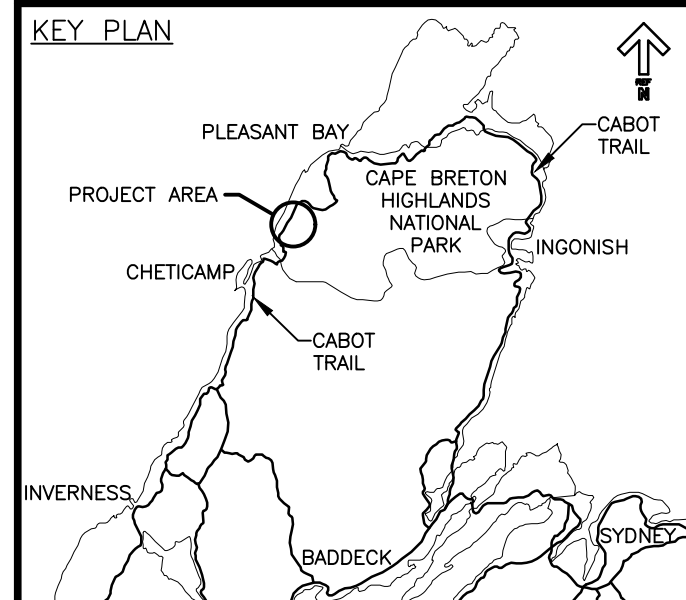 KEY PLAN
REF
N
PLEASANT BAY
CABOT
TRAIL
PROJECT AREA
CAPE BRETON
HIGHLANDS
NATIONAL
PARK
INGONISH
CHETICAMP
CABOT
TRAIL
INVERNESS
SYDNEY
BADDECK